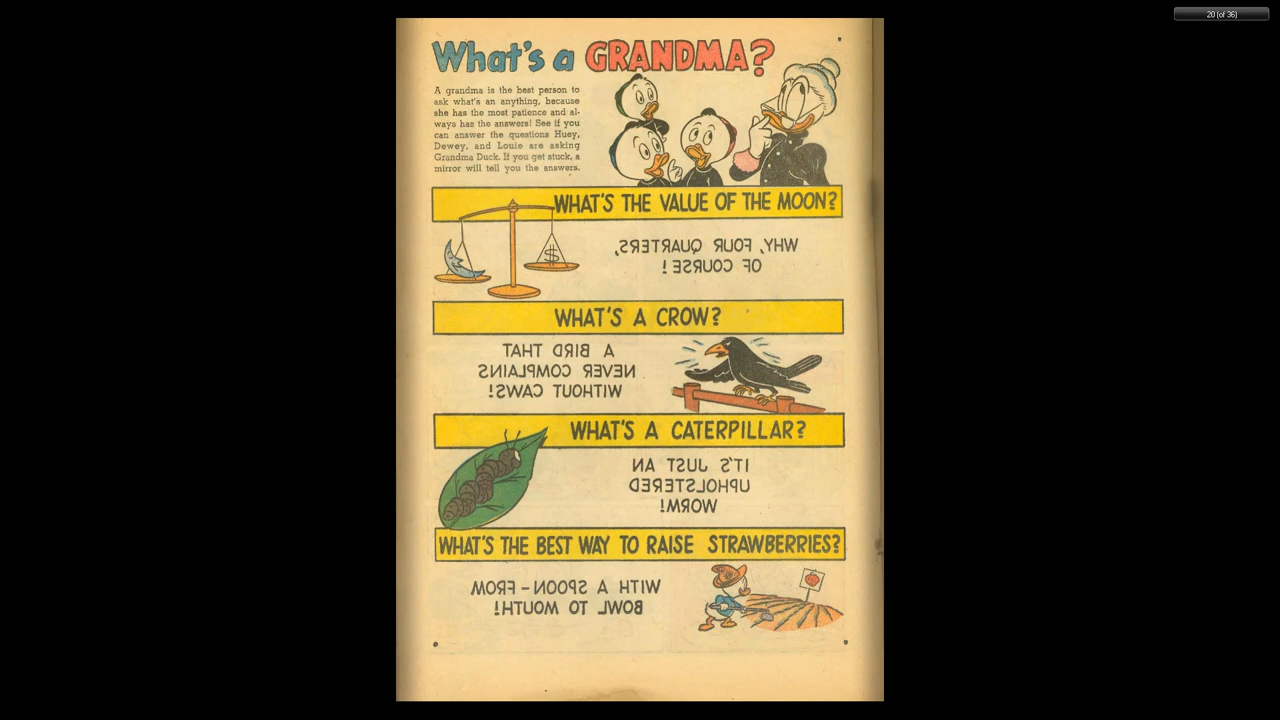 20 (of 36)
What's a GRANDMA?
A grandma is the best person to
ask what's an anything, because
she has the most patience and al-
ways has the answers! See if you
can answer the questions Huey,
Dewey, and Louie are asking
Grandma Duck. If you get stuck, a
mirror will tell you the answers.
WHAT'S THE VALUE OF THE MOON?
$
WHY, FOUR QUARTERS,
OF COURSE!
WHAT'S A CROW?
A BIRD THAT
NEVER COMPLAINS
WITHOUT CAWS!
WHAT'S A CATERPILLAR?
IT'S JUST AN
UPHOLSTERED
WORM!
WHAT'S THE BEST WAY TO RAISE STRAWBERRIES?
WITH A SPOON - FROM
BOWL TO MOUTH!